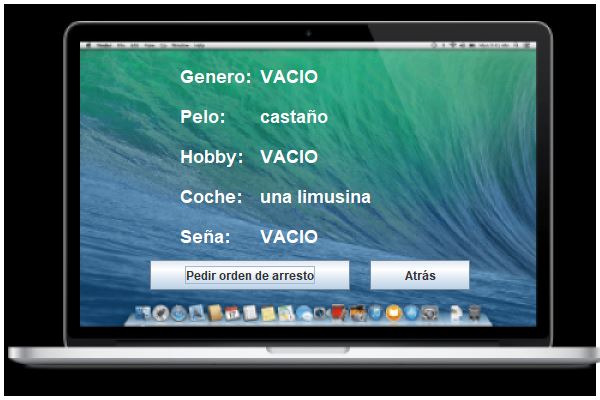 Genero: VACIO
Pelo: castaño
Hobby: VACIO
Coche: una limusina
Seña: VACIO
Pedir orden de arresto Atrás